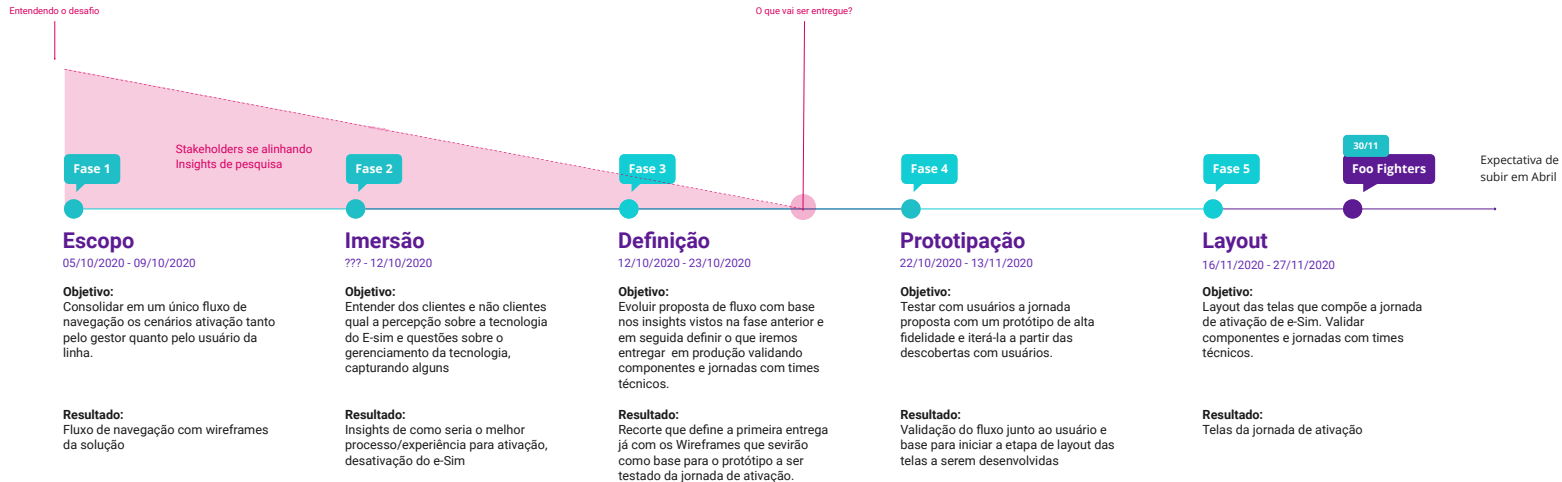 Entendendo o desafio
O que vai ser entregue?
Stakeholders se alinhando
Insights de pesquisa
Fase 1
Fase 2
Fase 3
Fase 4
Fase 5
30/11
Foo Fighters
Expectativa de
subir em Abril
Escopo
05/10/2020 - 09/10/2020
Objetivo:
Consolidar em um único fluxo de
navegação os cenários ativação tanto
pelo gestor quanto pelo usuário da
linha.
Resultado:
Fluxo de navegação com wireframes
da solução
Imersão
??? - 12/10/2020
Objetivo:
Entender dos clientes e não clientes
qual a percepção sobre a tecnologia
do E-sim e questões sobre o
gerenciamento da tecnologia,
capturando alguns
Resultado:
Insights de como seria o melhor
processo/experiência para ativação,
desativação do e-Sim
Definição
12/10/2020 - 23/10/2020
Objetivo:
Evoluir proposta de fluxo com base
nos insights vistos na fase anterior e
em seguida definir o que iremos
entregar  em produção validando
componentes e jornadas com times
técnicos.
Resultado:
Recorte que define a primeira entrega
já com os Wireframes que sevirão
como base para o protótipo a ser
testado da jornada de ativação.
Prototipação
22/10/2020 - 13/11/2020
Objetivo:
Testar com usuários a jornada
proposta com um protótipo de alta
fidelidade e iterá-la a partir das
descobertas com usuários.
Resultado:
Validação do fluxo junto ao usuário e
base para iniciar a etapa de layout das
telas a serem desenvolvidas
Layout
16/11/2020 - 27/11/2020
Objetivo:
Layout das telas que compõe a jornada
de ativação de e-Sim. Validar
componentes e jornadas com times
técnicos.
Resultado:
Telas da jornada de ativação